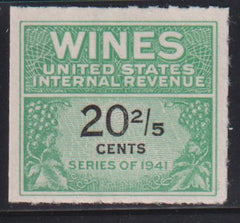 WINES
UNITED STATES
INTERNAL REVENUE
20 2/5
CENTS
SERIES OF 1941